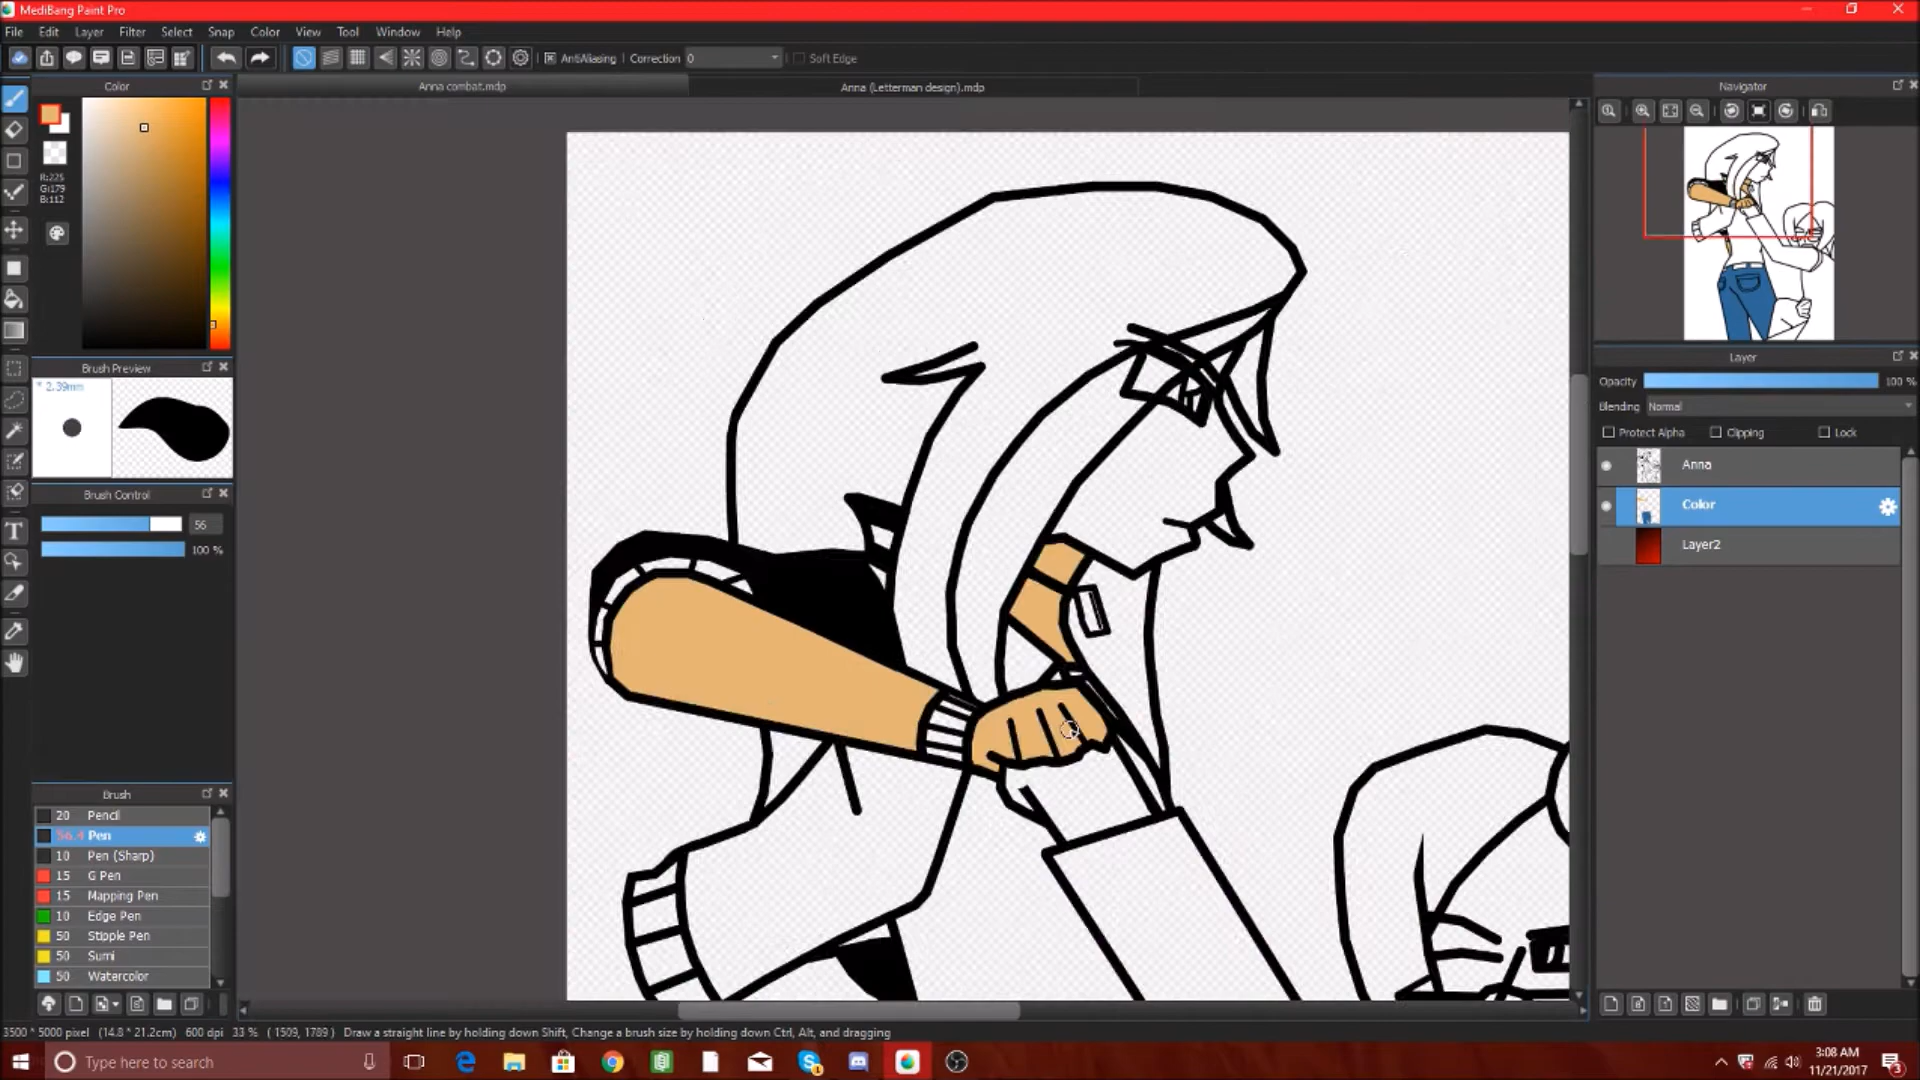 MediBang Paint Pro
File Edit Layer Filter Select Snap Color View Tool Window Help
AntiAliasing Correction 0 Soft Edge
Color
Anna combat.mdp
Anna (Letterman design).mdp
Navigator
R:225
G:179
B:112
Brush Preview
* 2.39mm
Brush Control
56
100 %
Layer
Opacity 100 %
Blending Normal
Protect Alpha Clipping Lock
Anna
Color
Layer2
Brush
20 Pencil
56.4 Pen
10 Pen (Sharp)
15 G Pen
15 Mapping Pen
10 Edge Pen
50 Stipple Pen
50 Sumi
50 Watercolor
3500 * 5000 pixel (14.8 * 21.2cm) 600 dpi 33 % ( 1509, 1789 ) Draw a straight line by holding down Shift, Change a brush size by holding down Ctrl, Alt, and dragging
Type here to search
3:08 AM
11/21/2017